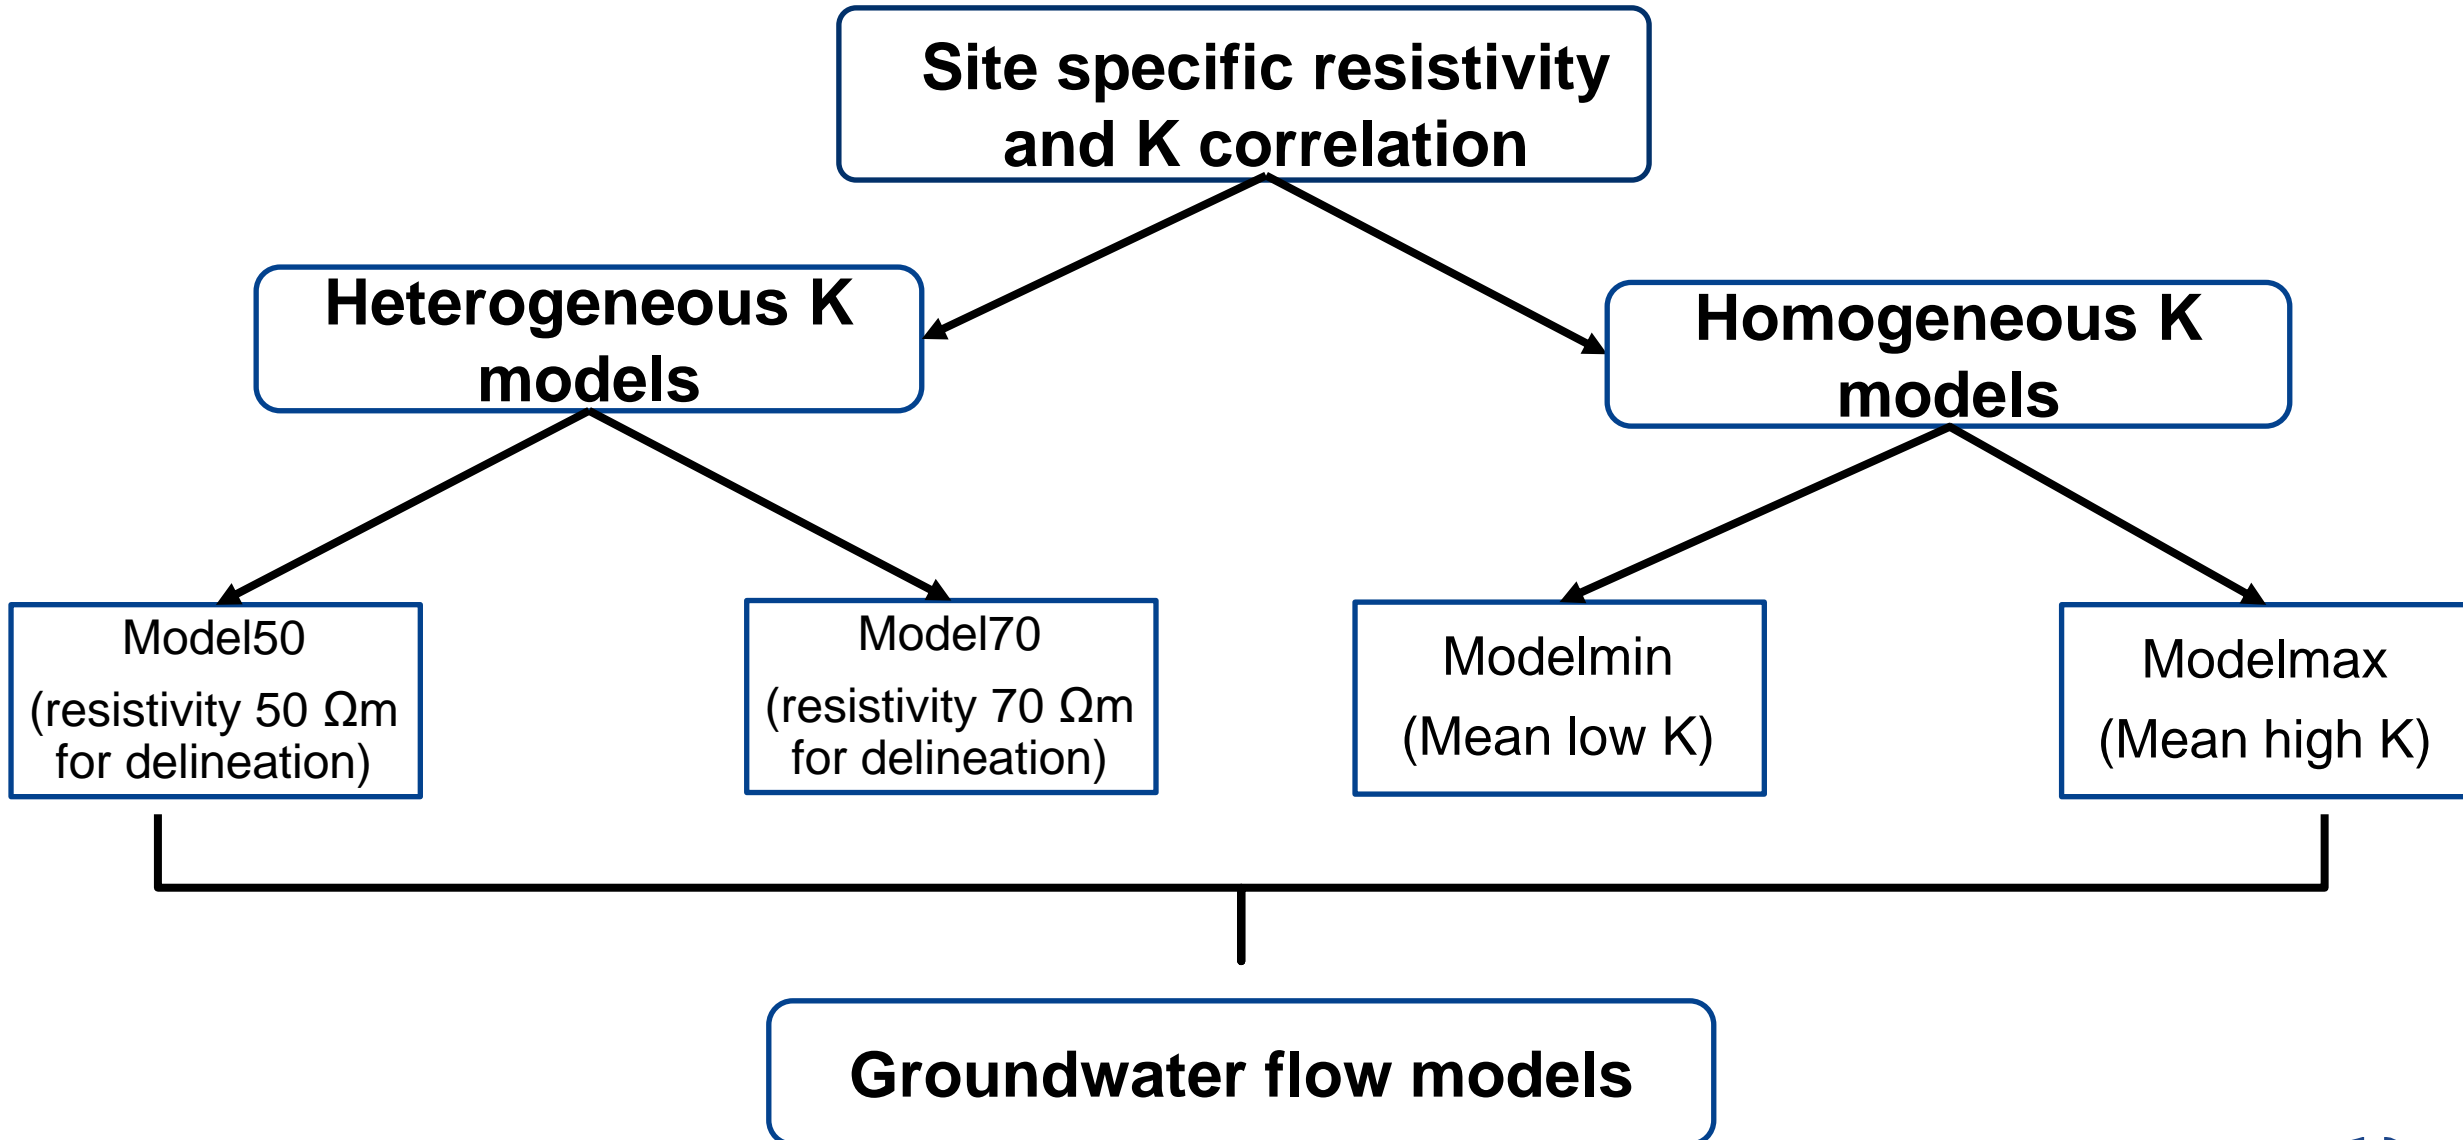 Site specific resistivity
and K correlation
Heterogeneous K
models
Homogeneous K
models
Model50
(resistivity 50 Ωm
for delineation)
Model70
(resistivity 70 Ωm
for delineation)
Modelmin
(Mean low K)
Modelmax
(Mean high K)
Groundwater flow models